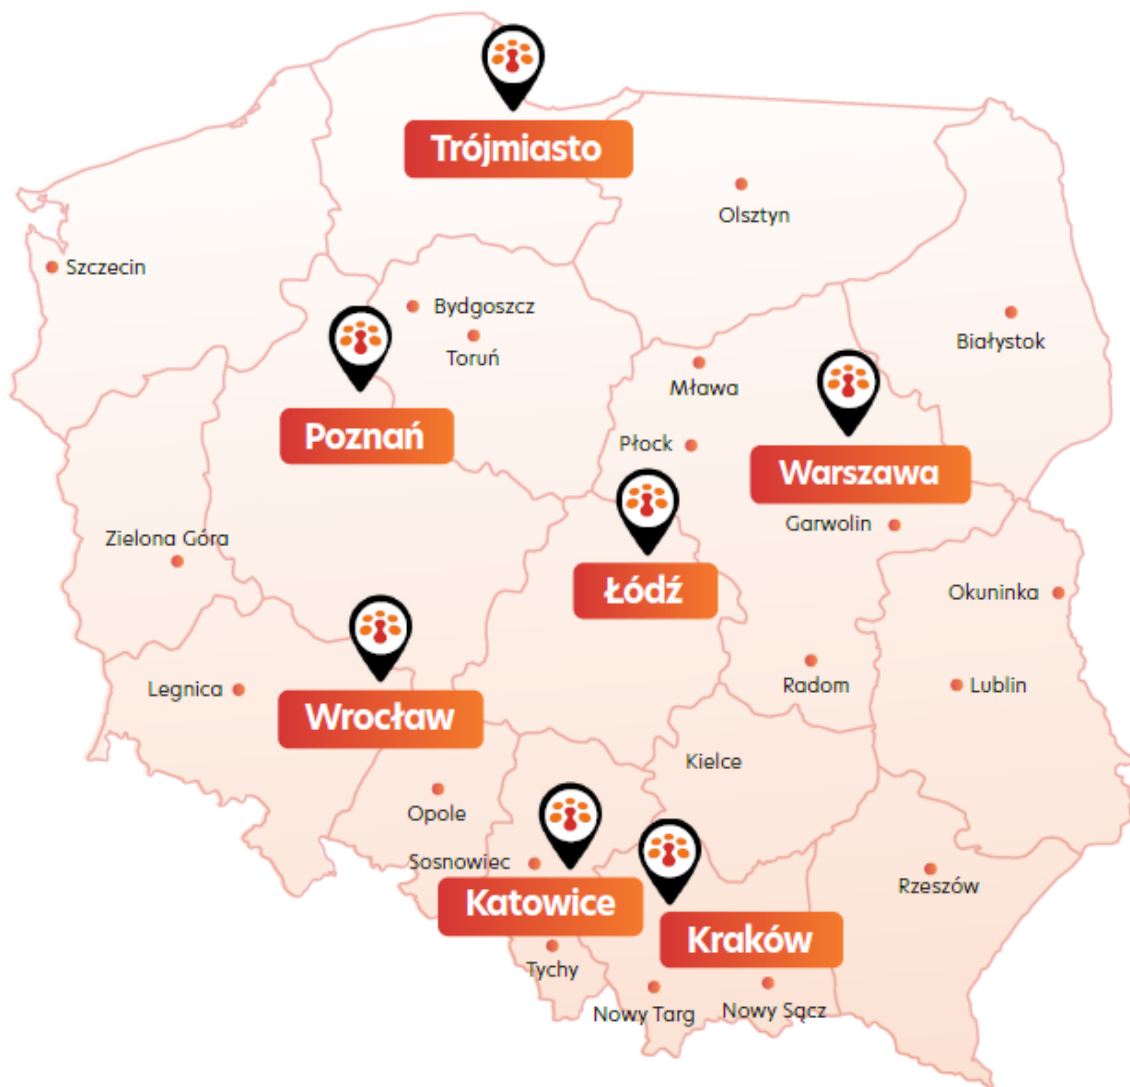 Trójmiasto
Olsztyn
Szczecin
Bydgoszcz
Toruń
Białystok
Mława
Poznań
Płock
Warszawa
Garwolin
Zielona Góra
Łódź
Okuninka
Legnica
Radom
Lublin
Wrocław
Kielce
Opole
Sosnowiec
Katowice
Rzeszów
Kraków
Tychy
Nowy Targ
Nowy Sącz